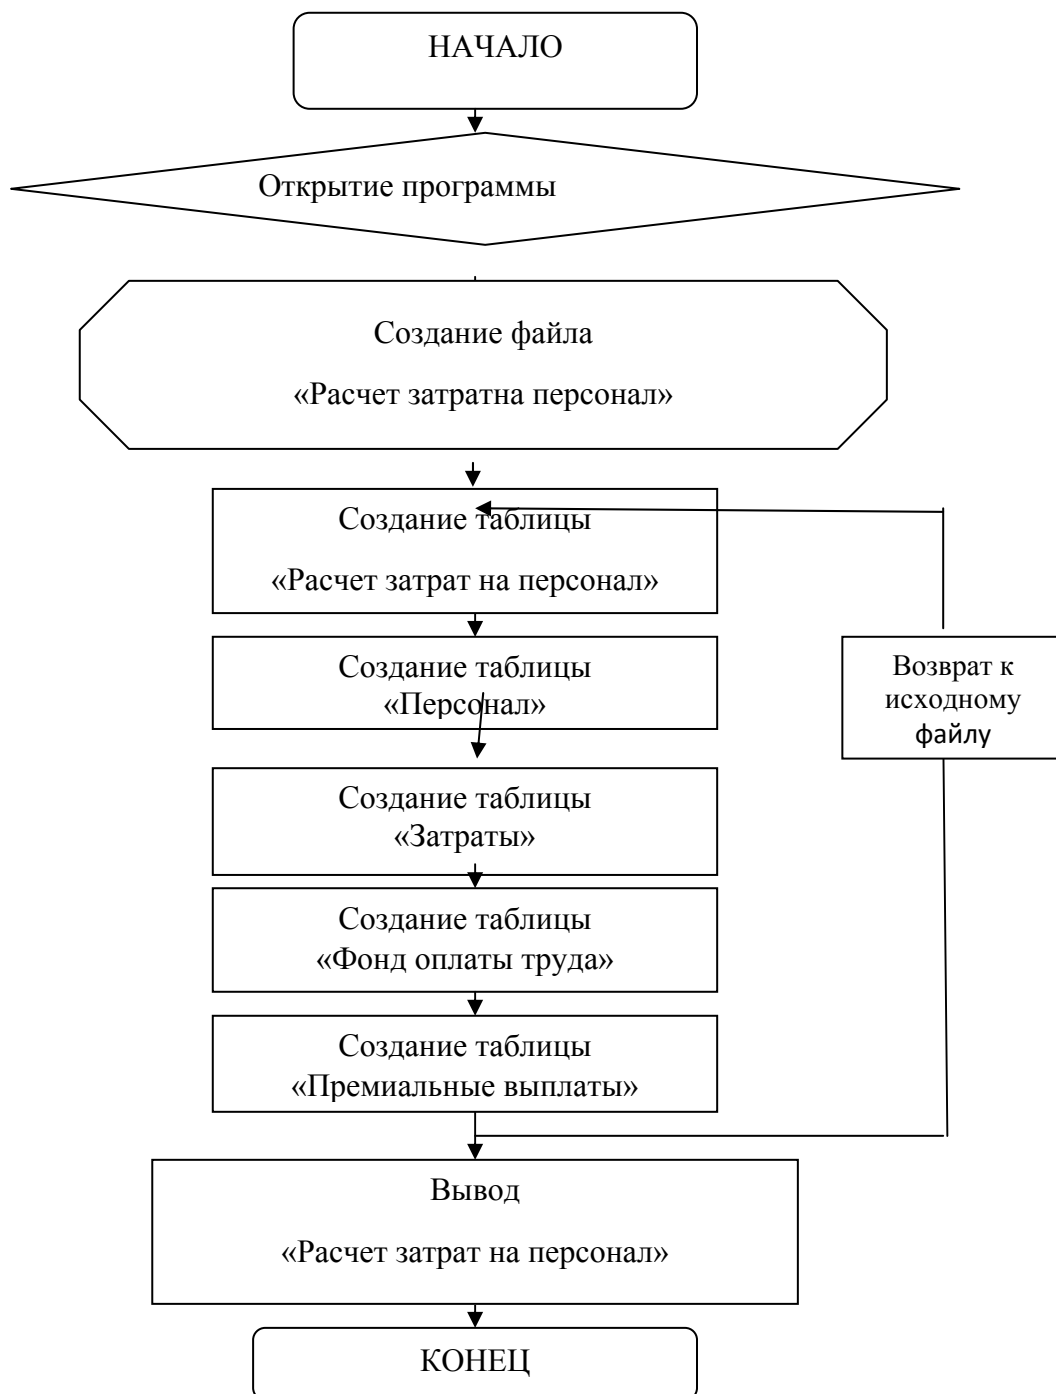 НАЧАЛО
Открытие программы
Создание файла
«Расчет затратна персонал»
Создание таблицы
«Расчет затрат на персонал»
Создание таблицы
«Персонал»
Возврат к
исходному
файлу
Создание таблицы
«Затраты»
Создание таблицы
«Фонд оплаты труда»
Создание таблицы
«Премиальные выплаты»
Вывод
«Расчет затрат на персонал»
КОНЕЦ